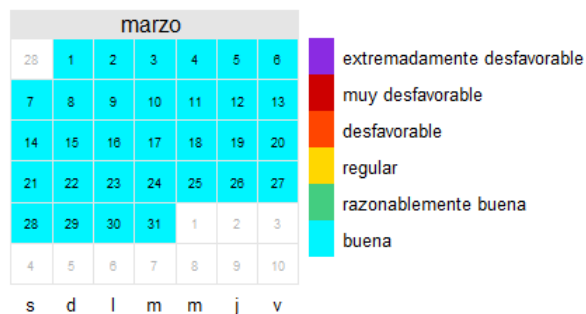 marzo
28 1 2 3 4 5 6
7 8 9 10 11 12 13
14 15 16 17 18 19 20
21 22 23 24 25 26 27
28 29 30 31 1 2 3
4 5 6 7 8 9 10
s d l m m j v
extremadamente desfavorable
muy desfavorable
desfavorable
regular
razonablemente buena
buena